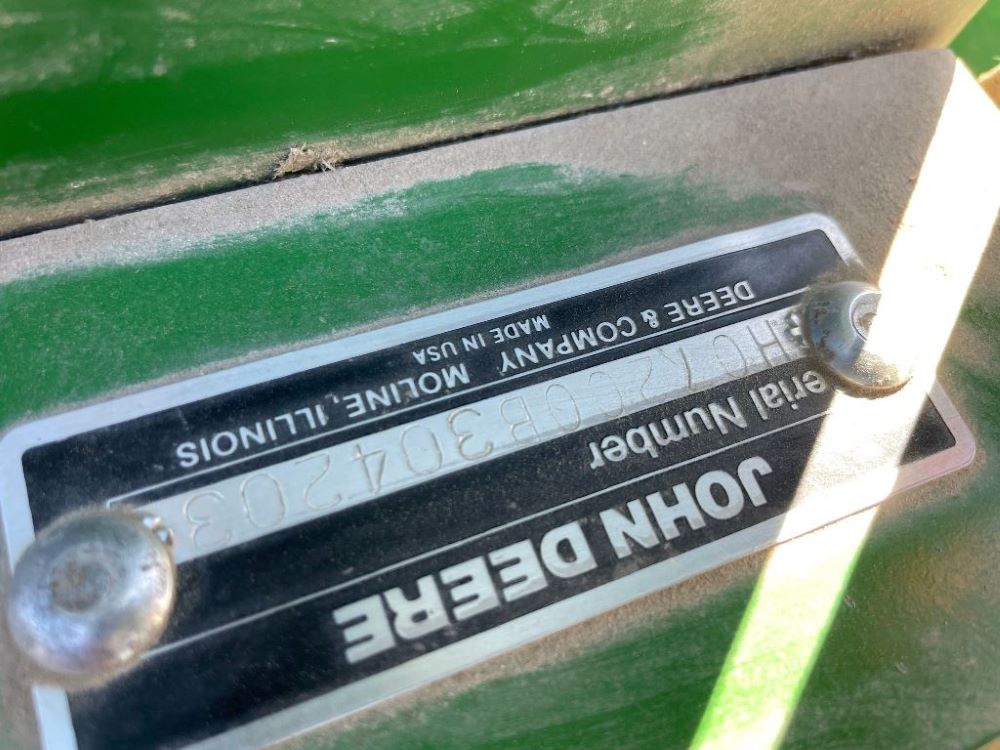 JOHN DEERE
erial Number
DEERE & COMPANY MOLINE, ILLINOIS
MADE IN USA